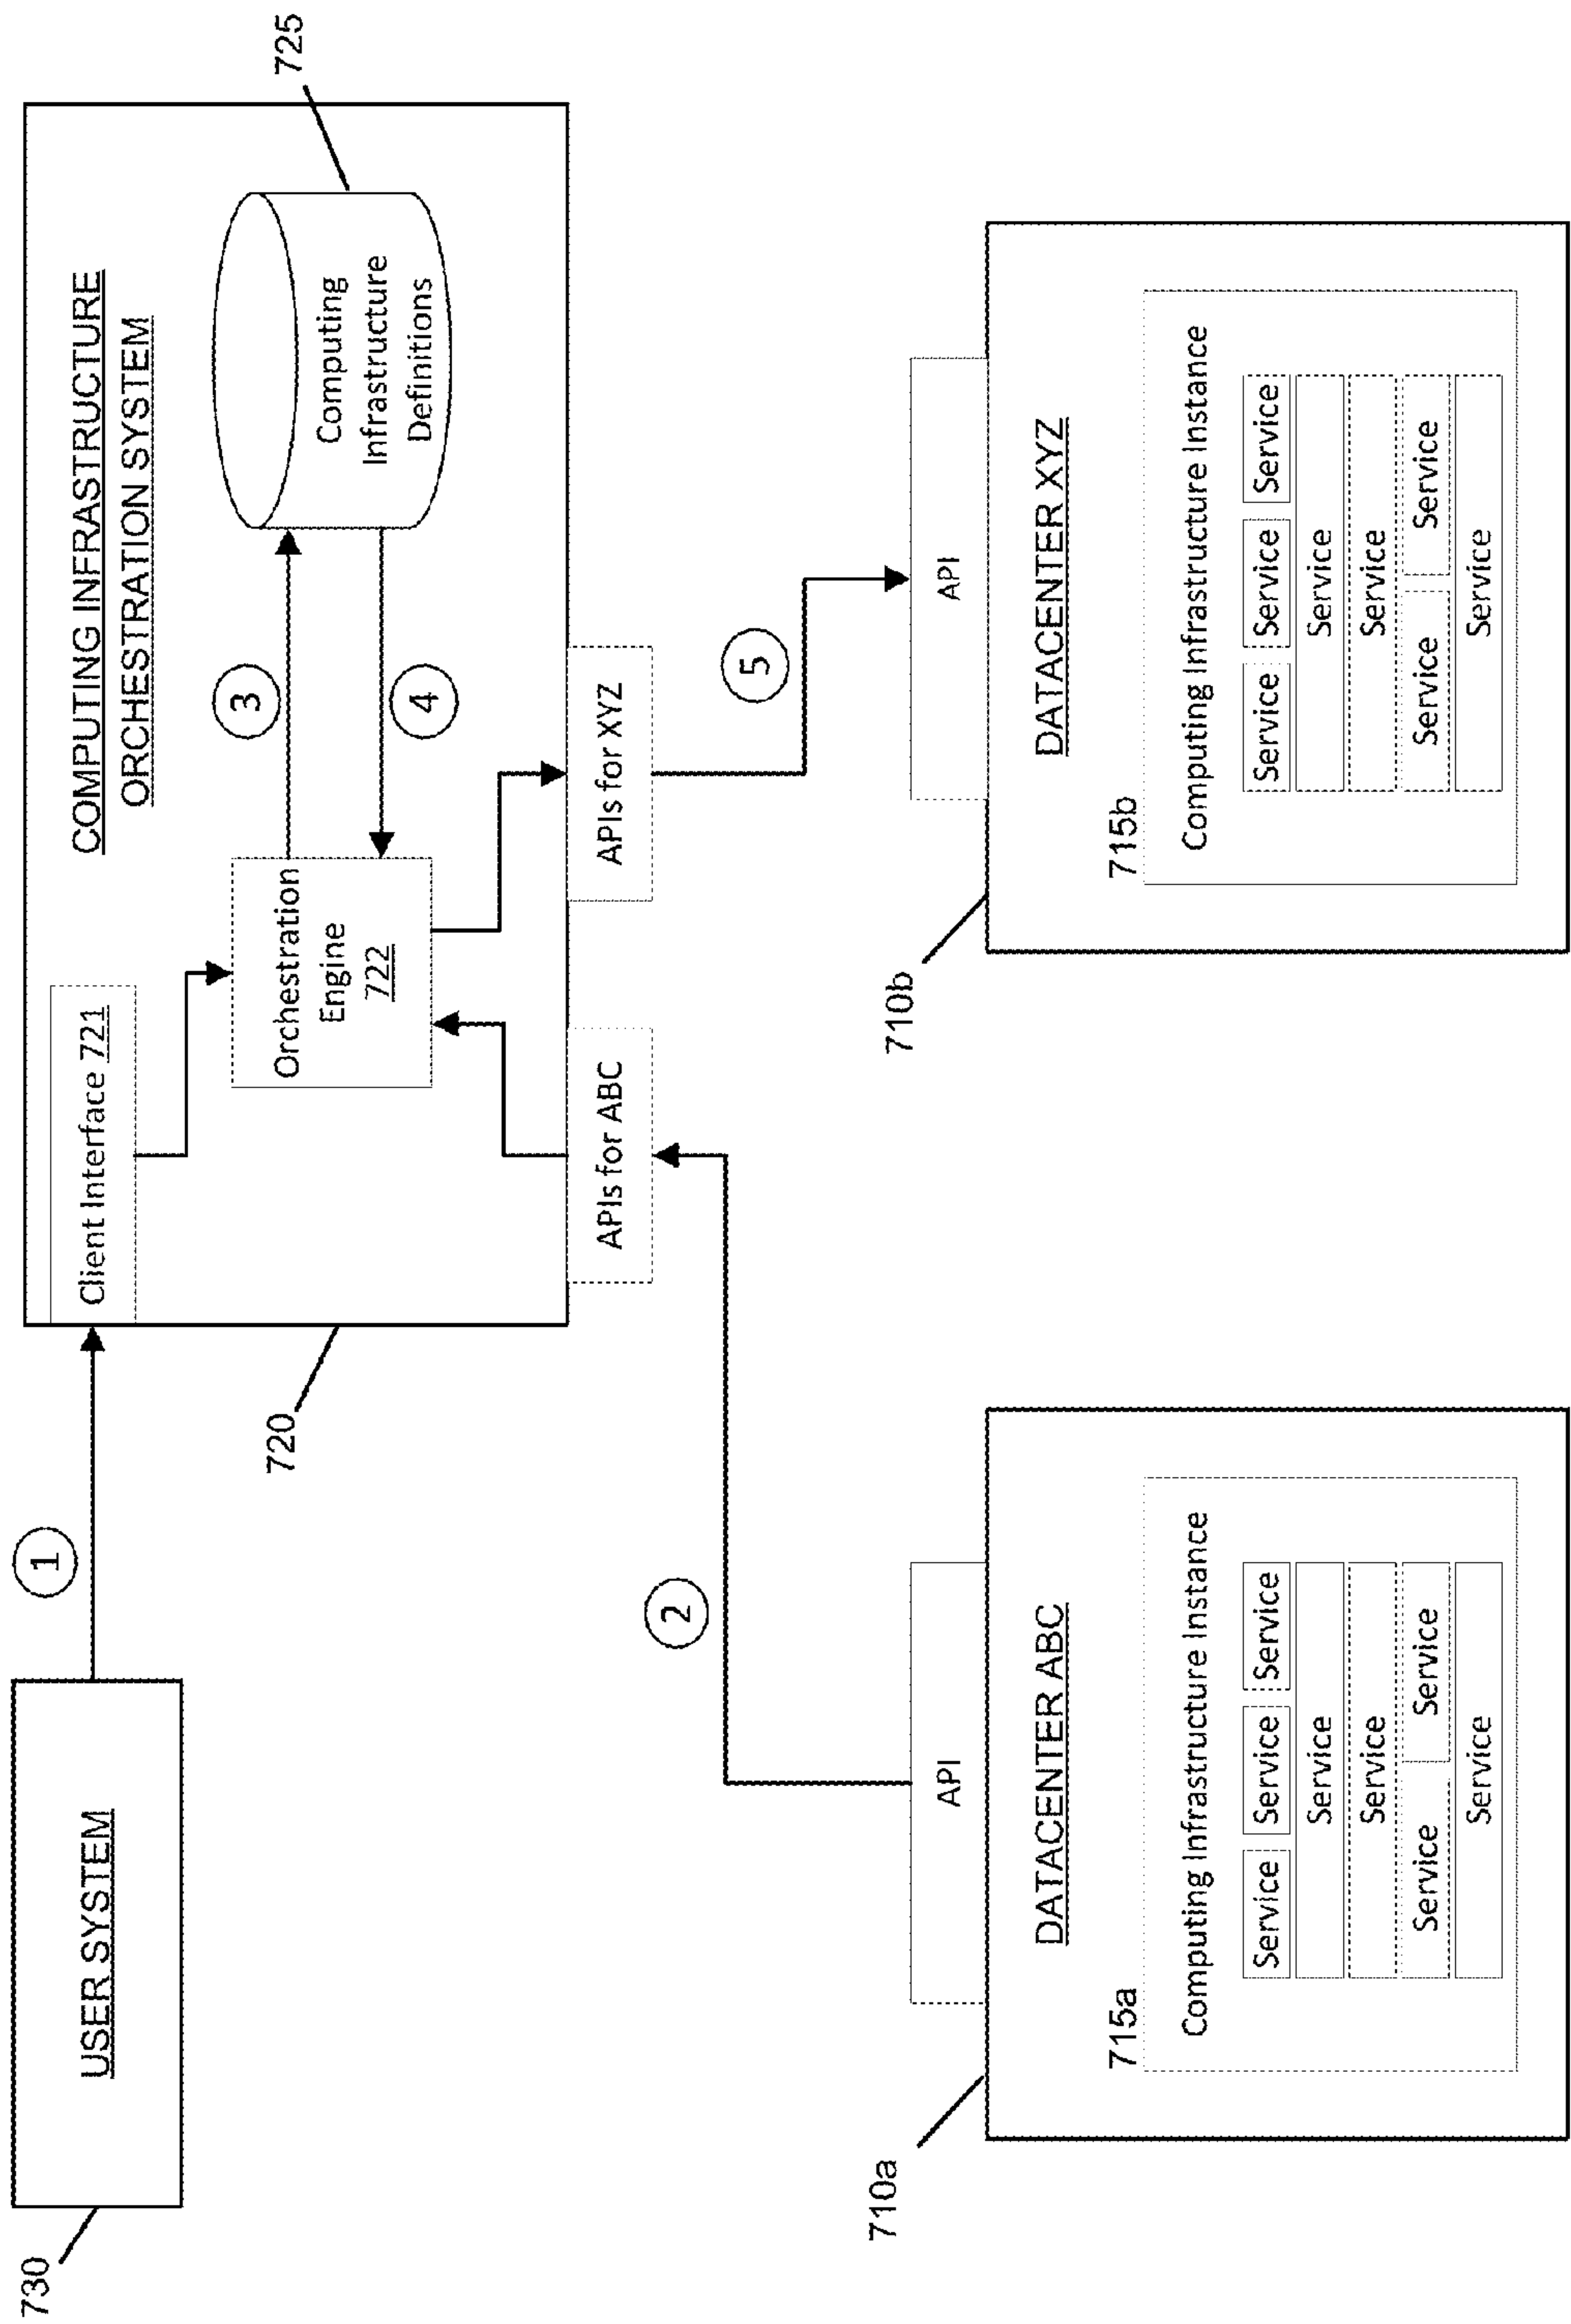 730
USER SYSTEM
1
720
COMPUTING INFRASTRUCTURE
ORCHESTRATION SYSTEM
Client Interface 721
Orchestration
Engine
722
3
4
Computing
Infrastructure
Definitions
725
APIs for ABC
APIs for XYZ
2
5
710a
API
DATACENTER ABC
715a
Computing Infrastructure Instance
Service Service Service
Service
Service
Service Service
Service
710b
API
DATACENTER XYZ
715b
Computing Infrastructure Instance
Service Service Service
Service
Service
Service Service
Service